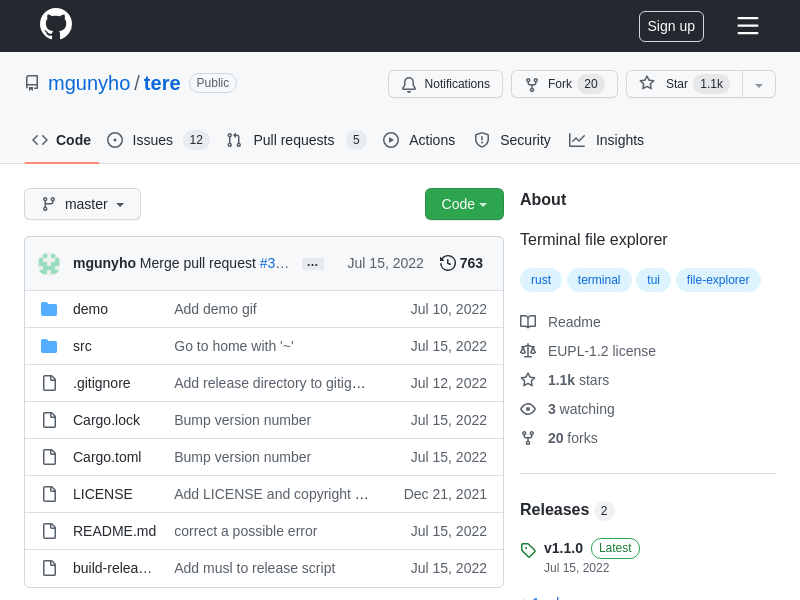 Sign up
mgunyho / tere Public
Notifications Fork 20 Star 1.1k
Code Issues 12 Pull requests 5 Actions Security Insights
master Code
mgunyho Merge pull request #3… … Jul 15, 2022 763
demo Add demo gif Jul 10, 2022
src Go to home with '~' Jul 15, 2022
.gitignore Add release directory to gitig… Jul 12, 2022
Cargo.lock Bump version number Jul 15, 2022
Cargo.toml Bump version number Jul 15, 2022
LICENSE Add LICENSE and copyright … Dec 21, 2021
README.md correct a possible error Jul 15, 2022
build-relea… Add musl to release script Jul 15, 2022
About
Terminal file explorer
rust terminal tui file-explorer
Readme
EUPL-1.2 license
1.1k stars
3 watching
20 forks
Releases 2
v1.1.0 Latest
Jul 15, 2022